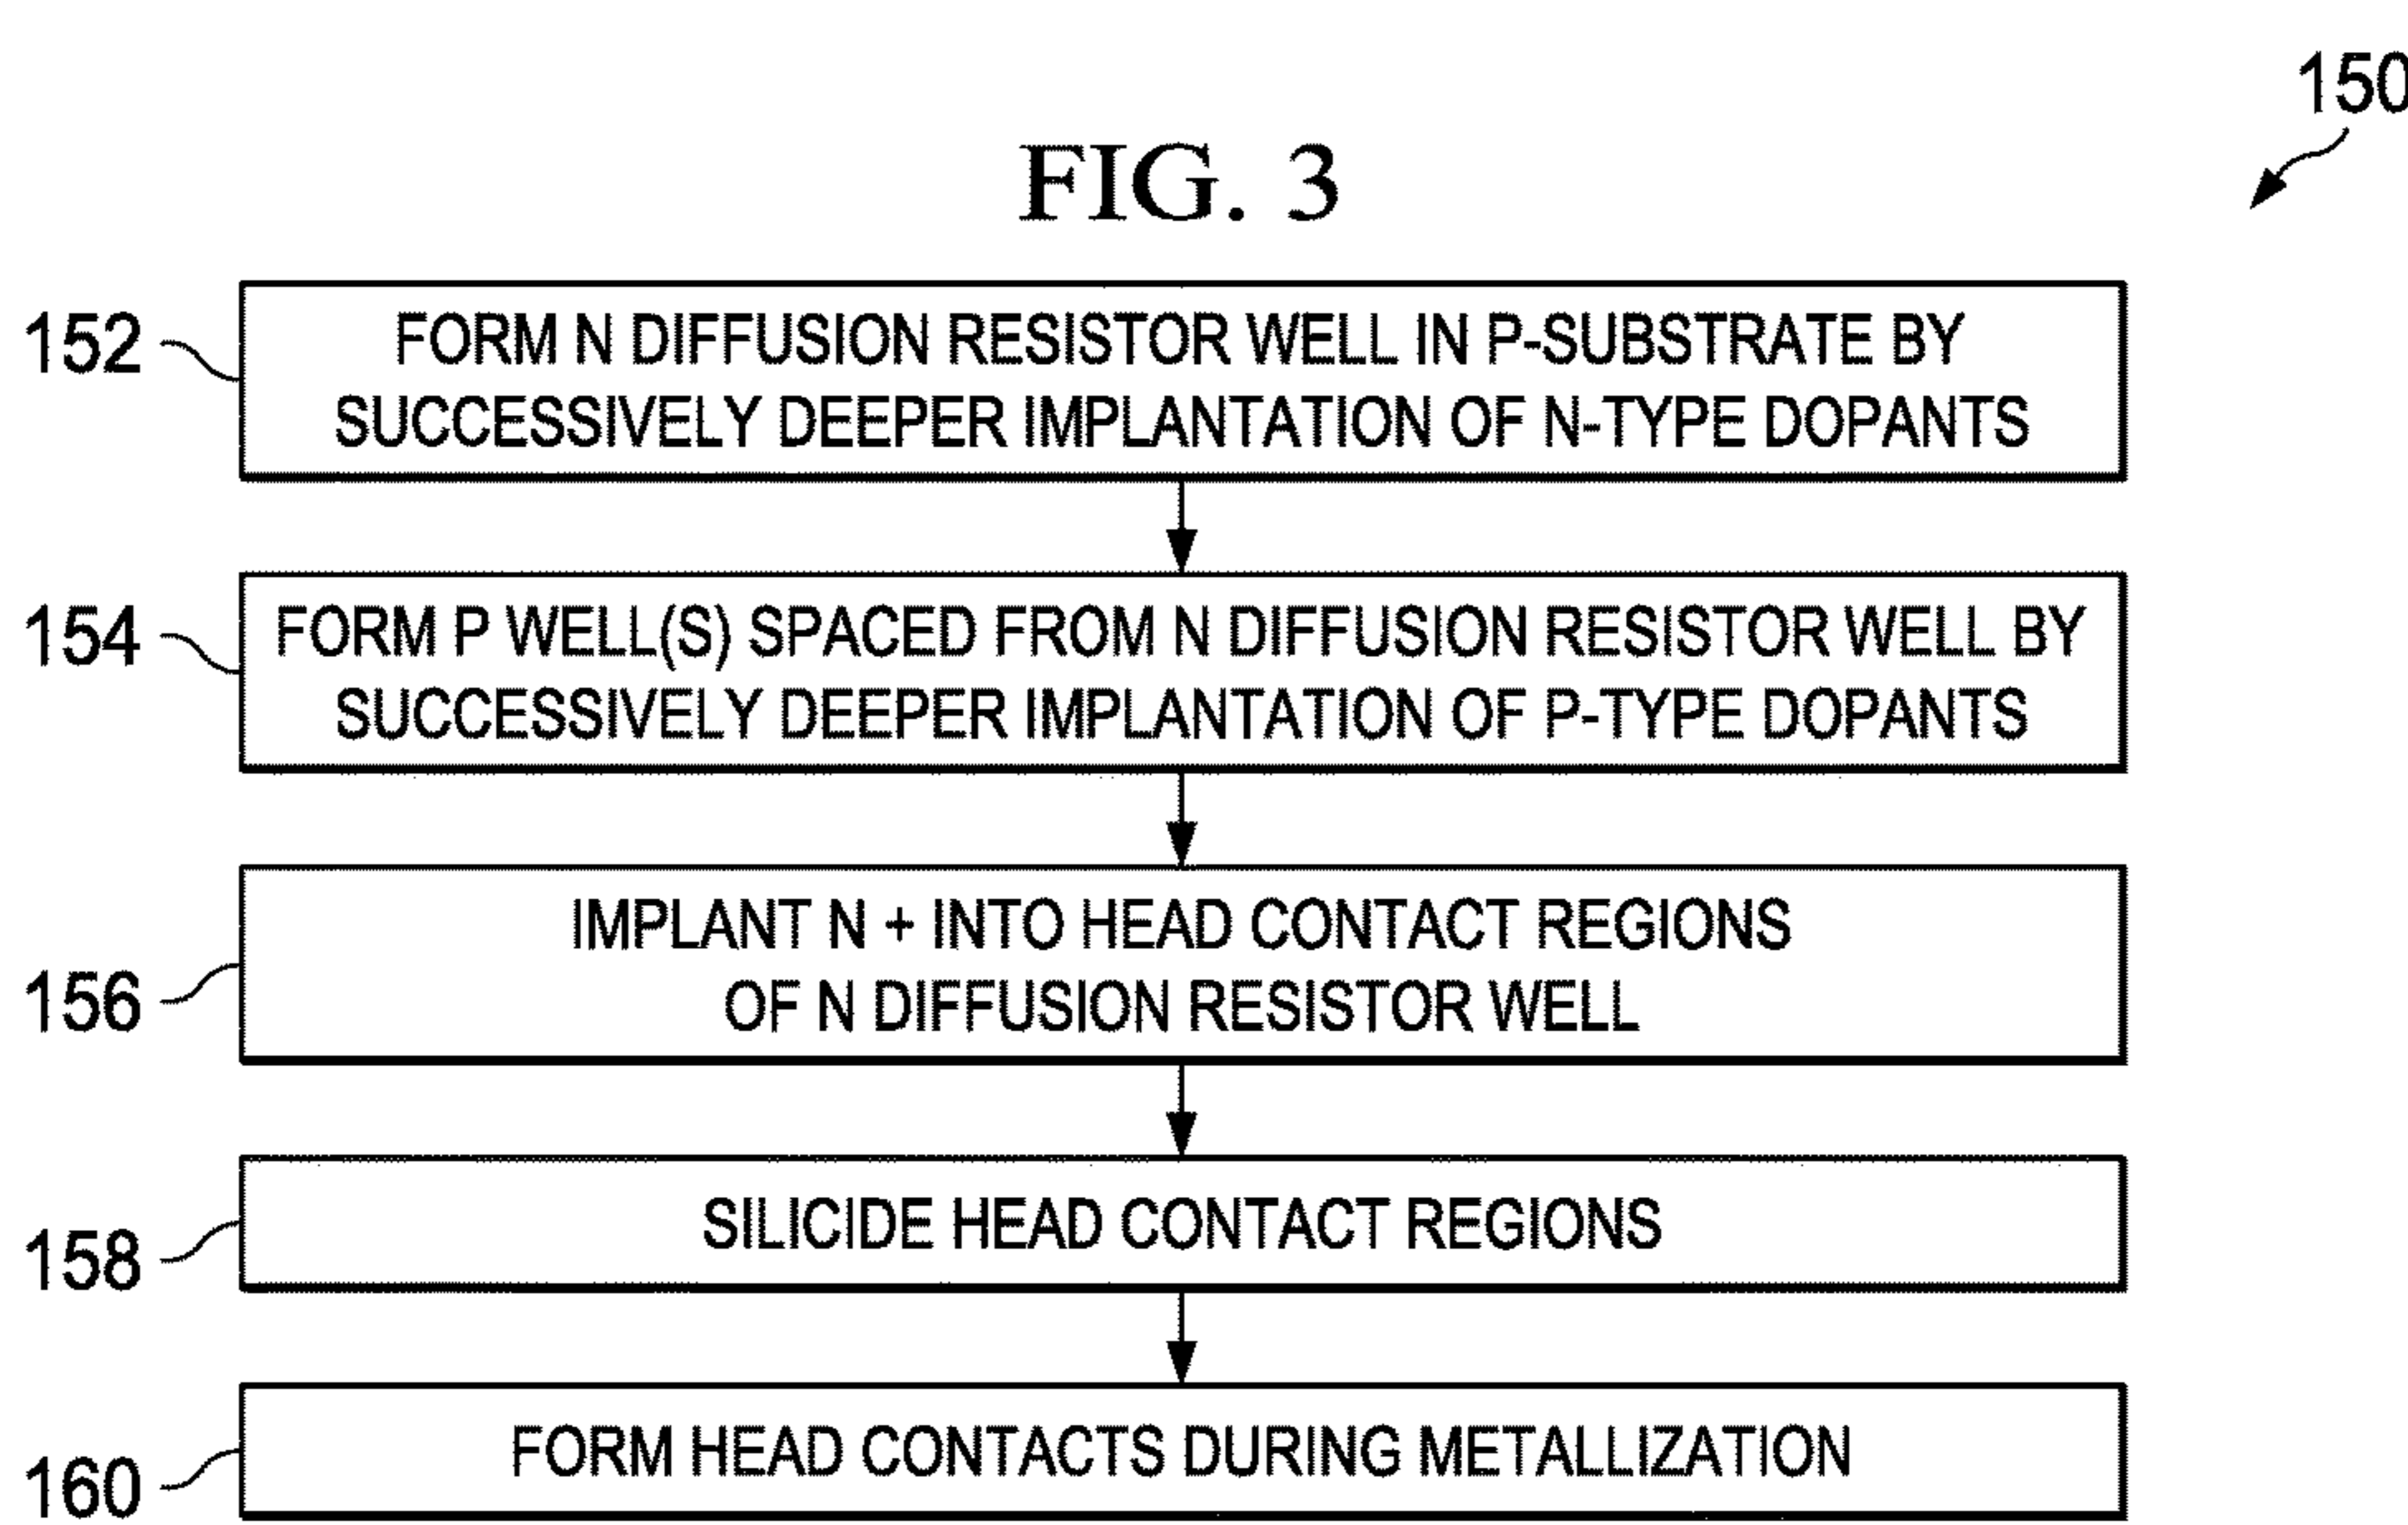 150
FIG. 3
152
FORM N DIFFUSION RESISTOR WELL IN P-SUBSTRATE BY
SUCCESSIVELY DEEPER IMPLANTATION OF N-TYPE DOPANTS
154
FORM P WELL(S) SPACED FROM N DIFFUSION RESISTOR WELL BY
SUCCESSIVELY DEEPER IMPLANTATION OF P-TYPE DOPANTS
156
IMPLANT N + INTO HEAD CONTACT REGIONS
OF N DIFFUSION RESISTOR WELL
158
SILICIDE HEAD CONTACT REGIONS
160
FORM HEAD CONTACTS DURING METALLIZATION